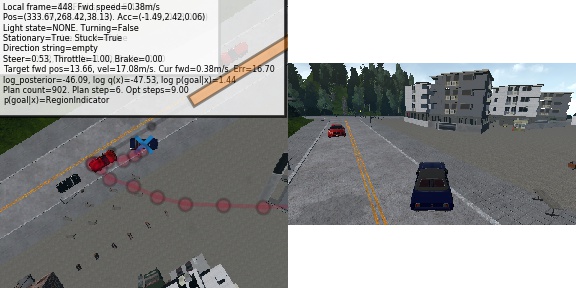 Local frame=448. Fwd speed=0.38m/s
Pos=(333.67,268.42,38.13). Acc=(-1.49,2.42,0.06)
Light state=NONE. Turning=False
Stationary=True. Stuck=True
Direction string=empty
Steer=0.53, Throttle=1.00, Brake=0.00
Target fwd pos=13.66, vel=17.08m/s. Cur fwd=0.38m/s. Err=16.70
log_posterior=-46.09, log q(x)=-47.53, log p(goal|x)=1.44
Plan count=902. Plan step=6. Opt steps=9.00
p(goal|x)=RegionIndicator